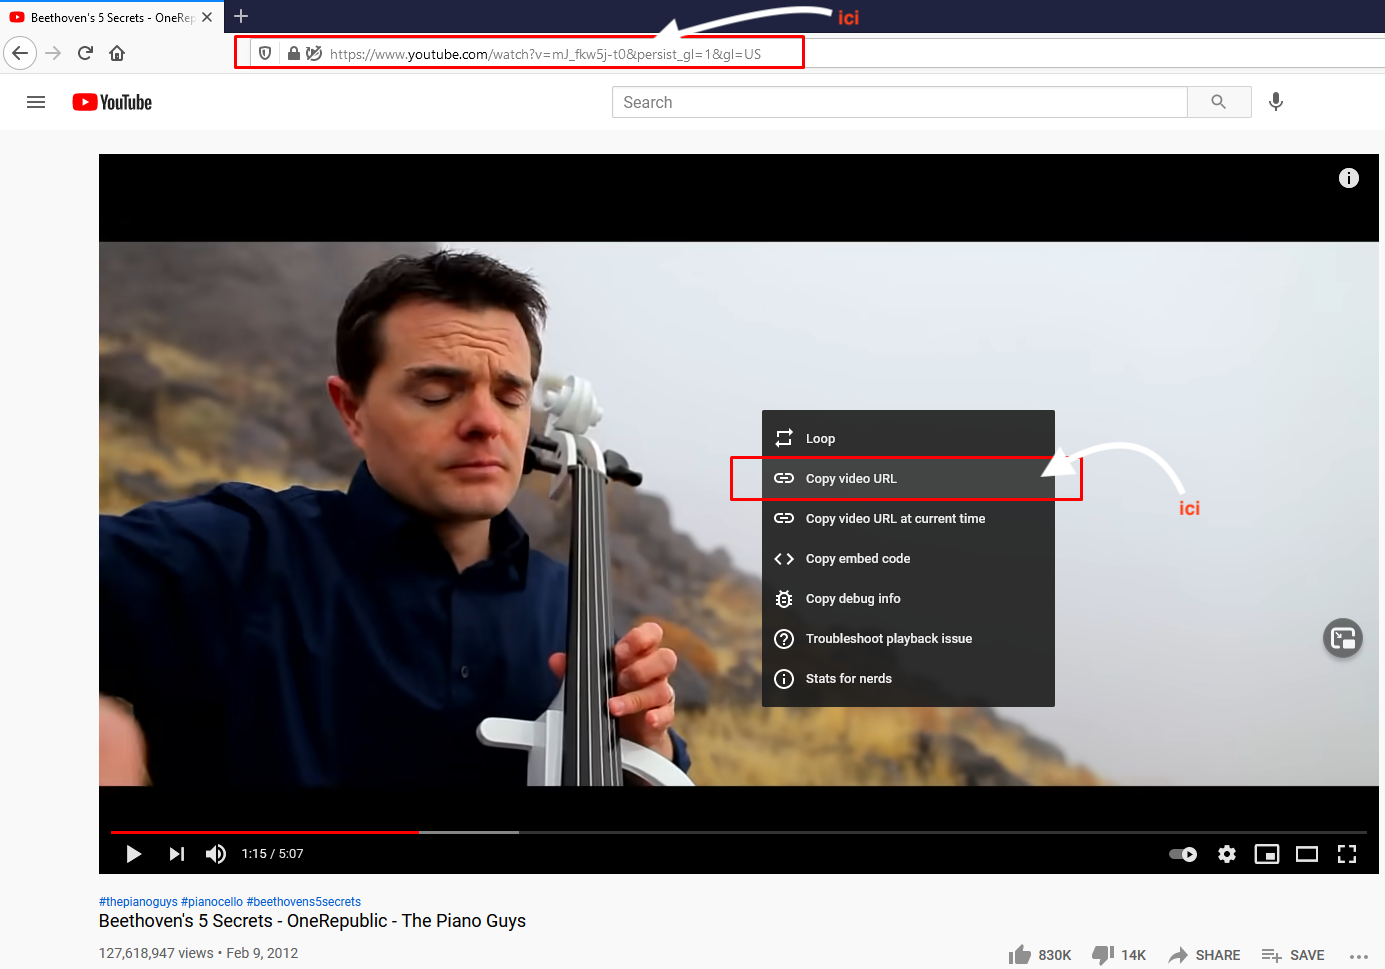 Beethoven's 5 Secrets - OneRep
ici
https://www.youtube.com/watch?v=mJ_fkw5j-t0&persist_gl=1&gl=US
YouTube
Search
Loop
Copy video URL
ici
Copy video URL at current time
Copy embed code
Copy debug info
Troubleshoot playback issue
Stats for nerds
1:15 / 5:07
#thepianoguys #pianocello #beethovens5secrets
Beethoven's 5 Secrets - OneRepublic - The Piano Guys
127,618,947 views • Feb 9, 2012
830K
14K
SHARE
SAVE